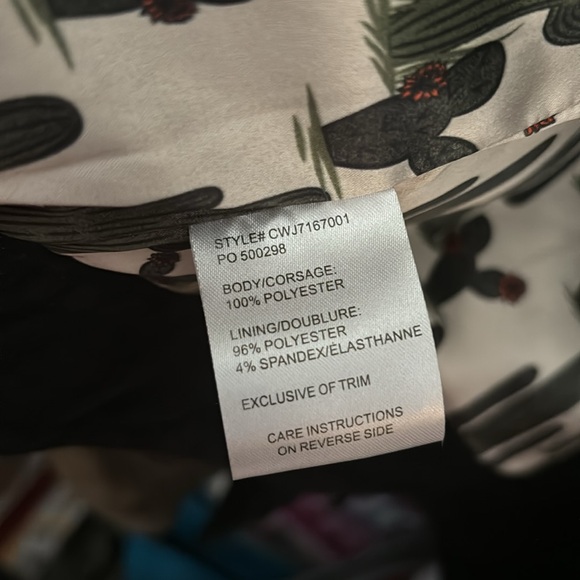 STYLE# CWJ7167001
PO 500298
BODY/CORSAGE:
100% POLYESTER
LINING/DOUBLURE:
96% POLYESTER
4% SPANDEX/ÉLASTHANNE
EXCLUSIVE OF TRIM
CARE INSTRUCTIONS
ON REVERSE SIDE